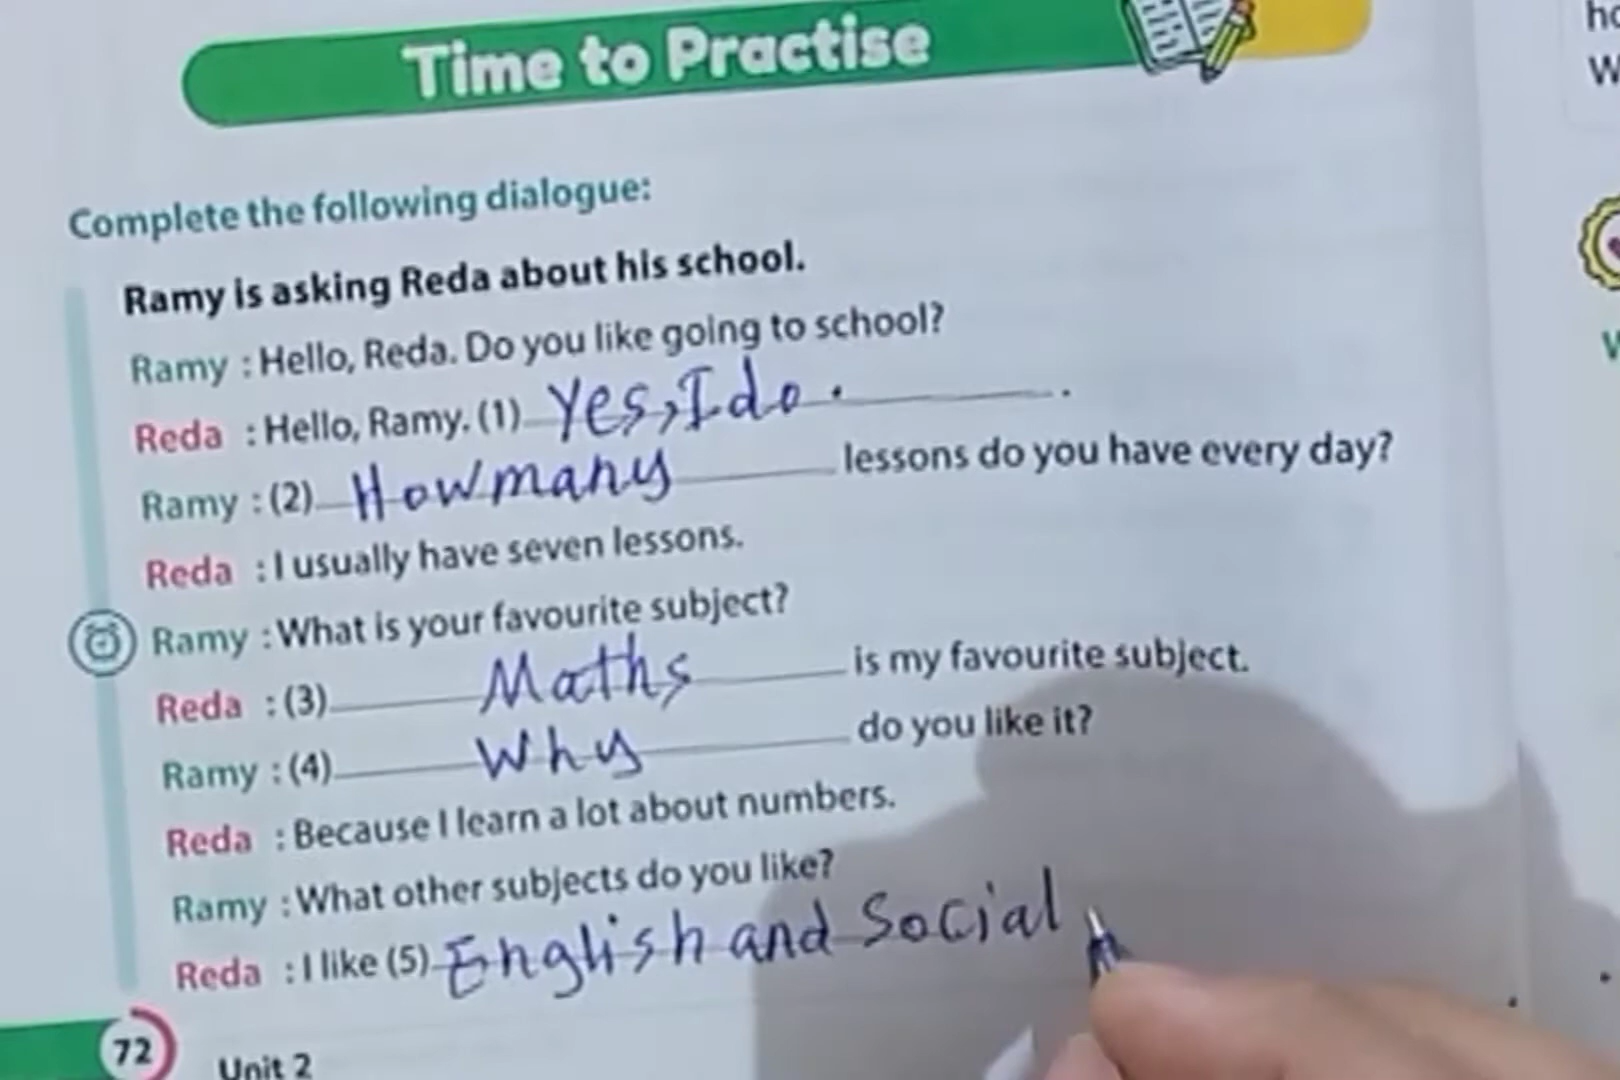 Time to Practise
Complete the following dialogue:
Ramy is asking Reda about his school.
Ramy : Hello, Reda. Do you like going to school?
Reda : Hello, Ramy. (1) Yes, I do.
Ramy : (2) How many lessons do you have every day?
Reda : I usually have seven lessons.
Ramy : What is your favourite subject?
Reda : (3) Maths is my favourite subject.
Ramy : (4) Why do you like it?
Reda : Because I learn a lot about numbers.
Ramy : What other subjects do you like?
Reda : I like (5) English and Social
72 Unit 2